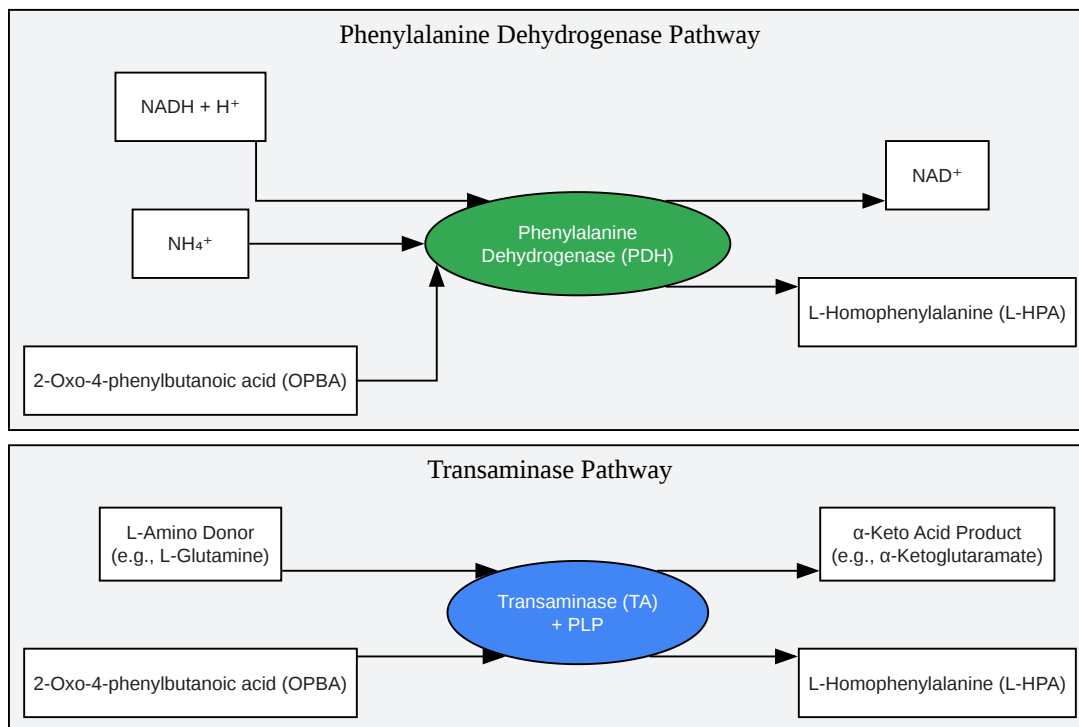 Phenylalanine Dehydrogenase Pathway
NADH + H⁺
NAD⁺
NH₄⁺
Phenylalanine
Dehydrogenase (PDH)
L-Homophenylalanine (L-HPA)
2-Oxo-4-phenylbutanoic acid (OPBA)
Transaminase Pathway
L-Amino Donor
(e.g., L-Glutamine)
α-Keto Acid Product
(e.g., α-Ketoglutaramate)
Transaminase (TA)
+ PLP
2-Oxo-4-phenylbutanoic acid (OPBA)
L-Homophenylalanine (L-HPA)